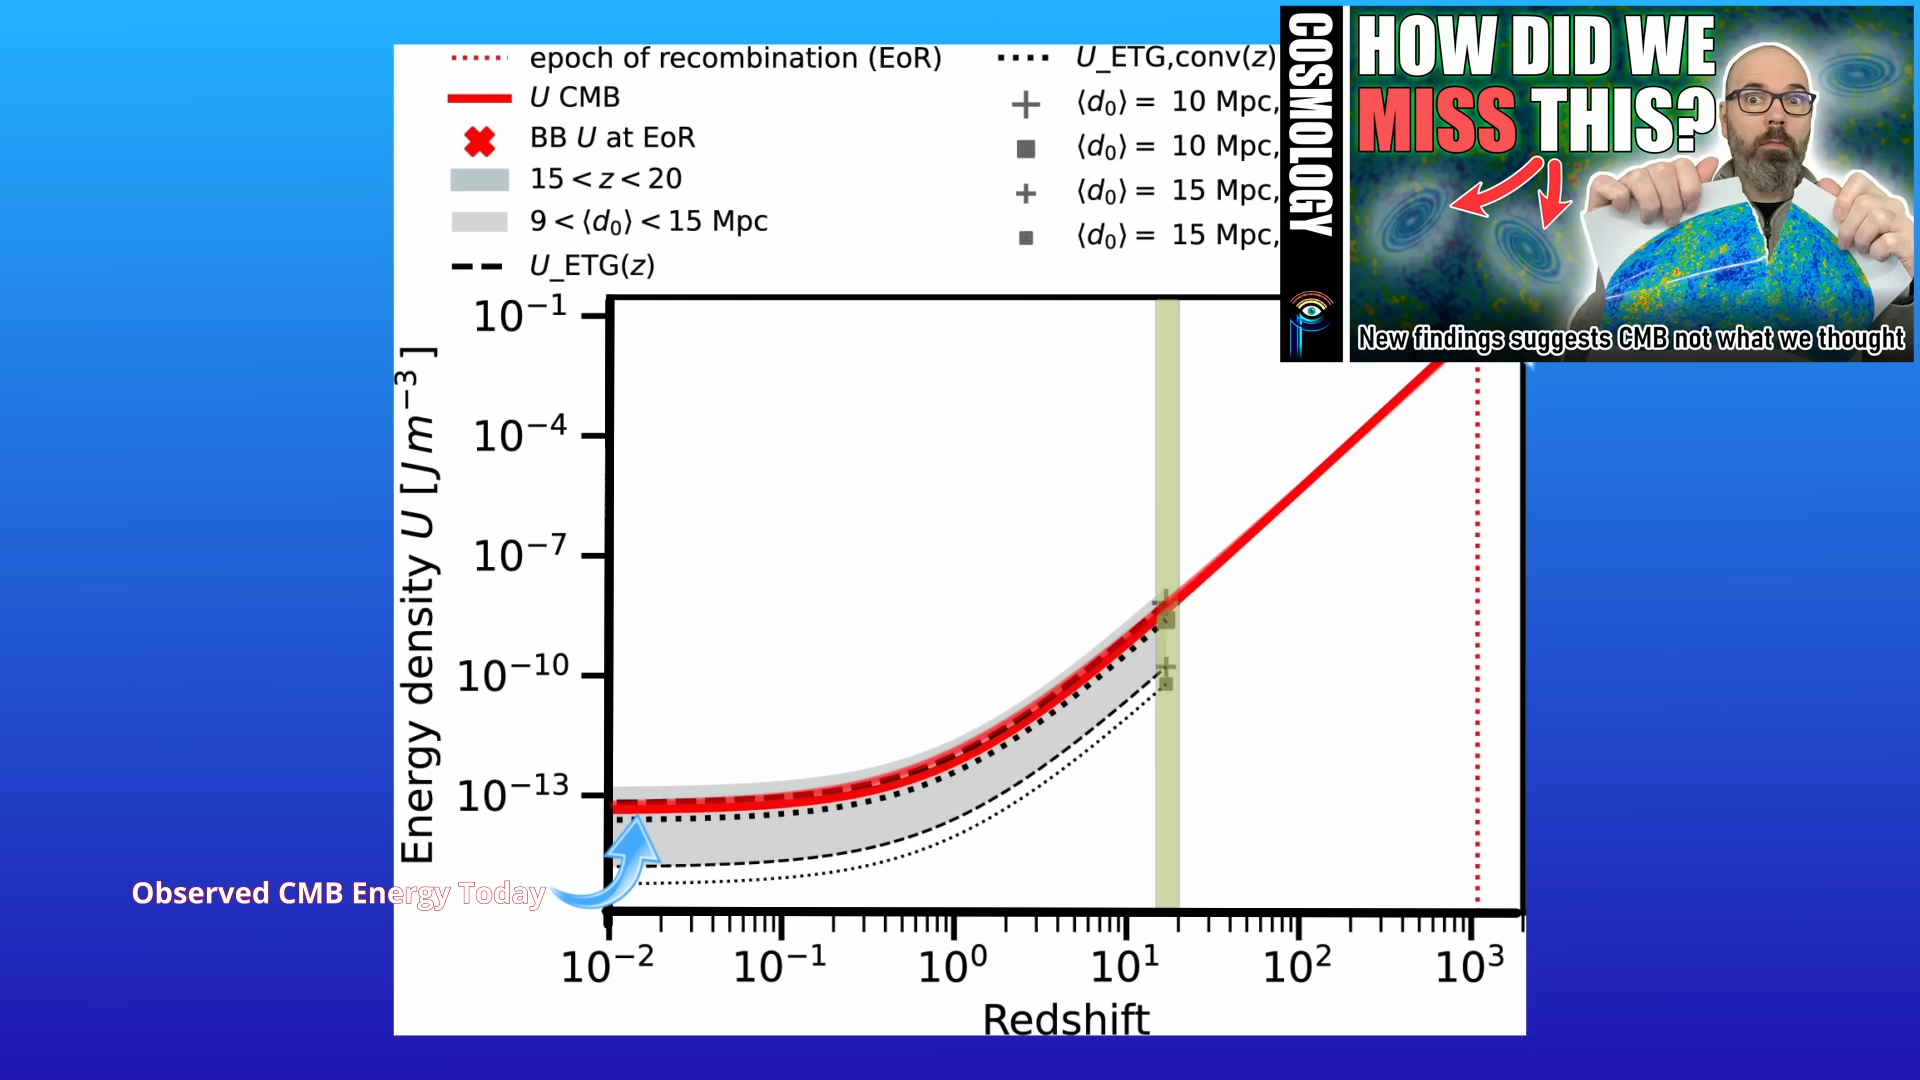 epoch of recombination (EoR)
U CMB
BB U at EoR
15 < z < 20
9 < ⟨d₀⟩ < 15 Mpc
U_ETG(z)
U_ETG,conv(z)
⟨d₀⟩ = 10 Mpc,
⟨d₀⟩ = 10 Mpc,
⟨d₀⟩ = 15 Mpc,
⟨d₀⟩ = 15 Mpc,
COSMOLOGY
HOW DID WE
MISS THIS?
New findings suggests CMB not what we thought
Energy density U [J m⁻³]
10⁻¹
10⁻⁴
10⁻⁷
10⁻¹⁰
10⁻¹³
Observed CMB Energy Today
10⁻² 10⁻¹ 10⁰ 10¹ 10² 10³
Redshift